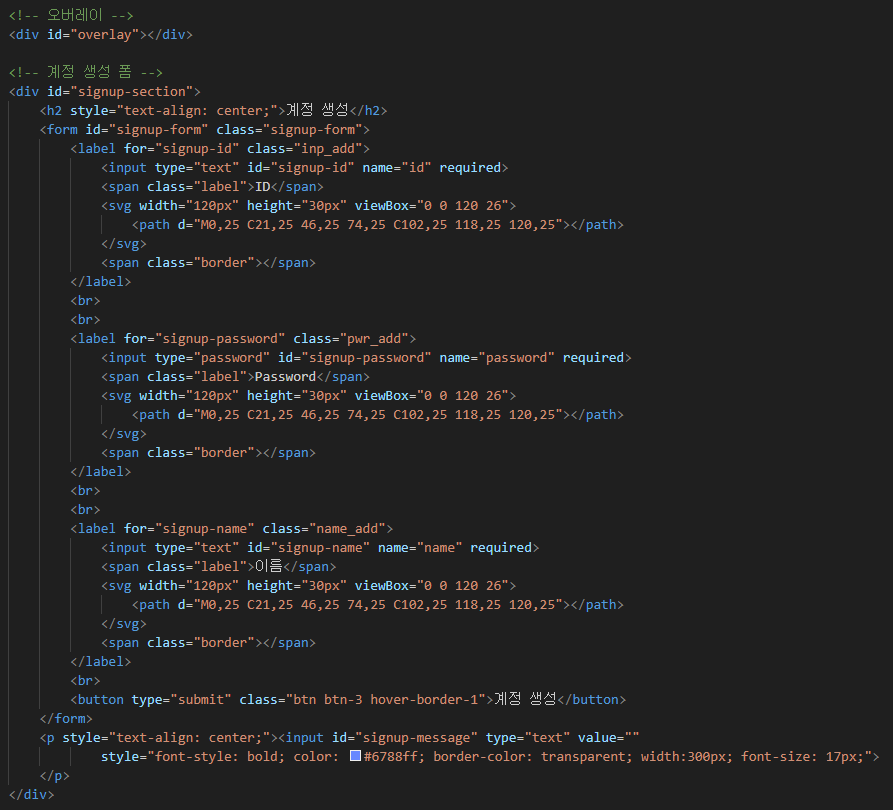 <!-- 오버레이 -->
<div id="overlay"></div>

<!-- 계정 생성 폼 -->
<div id="signup-section">
    <h2 style="text-align: center;">계정 생성</h2>
    <form id="signup-form" class="signup-form">
        <label for="signup-id" class="inp_add">
            <input type="text" id="signup-id" name="id" required>
            <span class="label">ID</span>
            <svg width="120px" height="30px" viewBox="0 0 120 26">
                <path d="M0,25 C21,25 46,25 74,25 C102,25 118,25 120,25"></path>
            </svg>
            <span class="border"></span>
        </label>
        <br>
        <br>
        <label for="signup-password" class="pwr_add">
            <input type="password" id="signup-password" name="password" required>
            <span class="label">Password</span>
            <svg width="120px" height="30px" viewBox="0 0 120 26">
                <path d="M0,25 C21,25 46,25 74,25 C102,25 118,25 120,25"></path>
            </svg>
            <span class="border"></span>
        </label>
        <br>
        <br>
        <label for="signup-name" class="name_add">
            <input type="text" id="signup-name" name="name" required>
            <span class="label">이름</span>
            <svg width="120px" height="30px" viewBox="0 0 120 26">
                <path d="M0,25 C21,25 46,25 74,25 C102,25 118,25 120,25"></path>
            </svg>
            <span class="border"></span>
        </label>
        <br>
        <button type="submit" class="btn btn-3 hover-border-1">계정 생성</button>
    </form>
    <p style="text-align: center;"><input id="signup-message" type="text" value=""
            style="font-style: bold; color: #6788ff; border-color: transparent; width:300px; font-size: 17px;">
    </p>
</div>